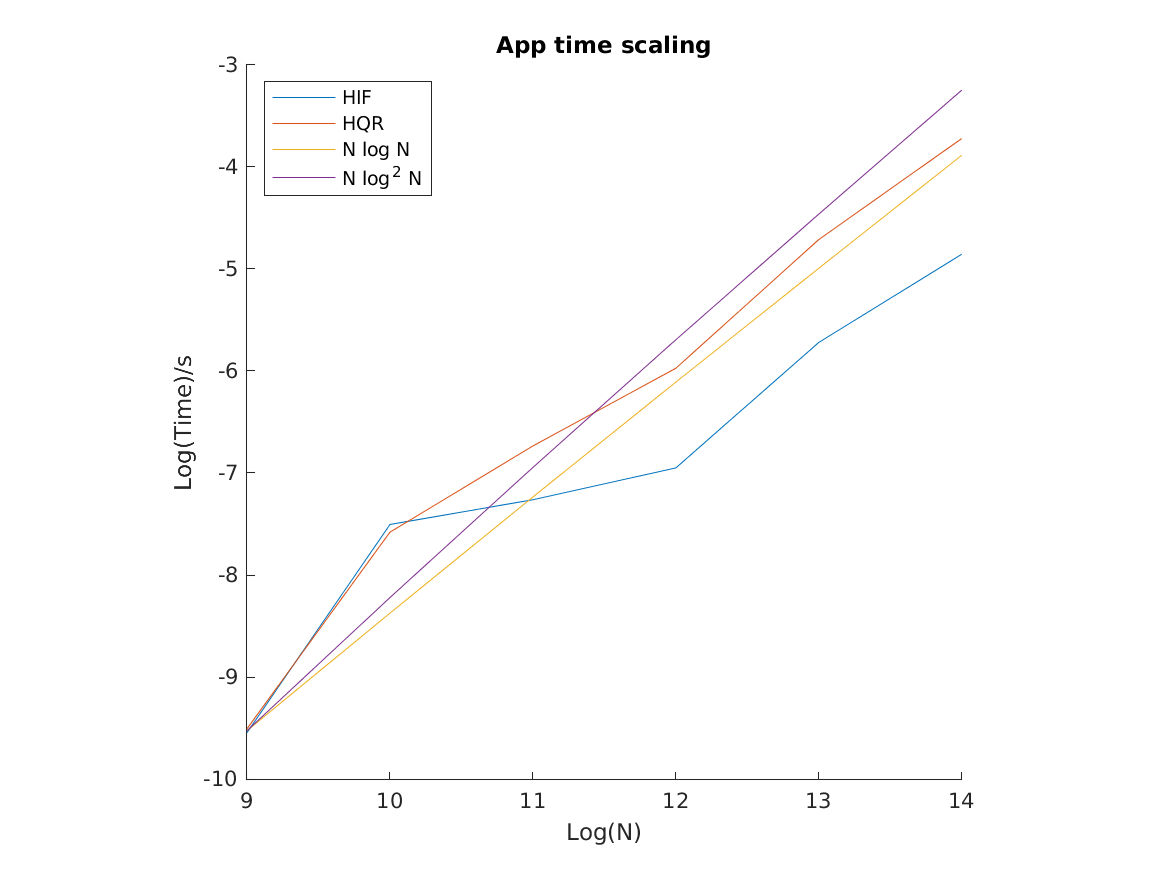 App time scaling
-3
HIF
HQR
N log N
N log² N
-4
-5
-6
-7
-8
-9
-10
Log(Time)/s
9 10 11 12 13 14
Log(N)